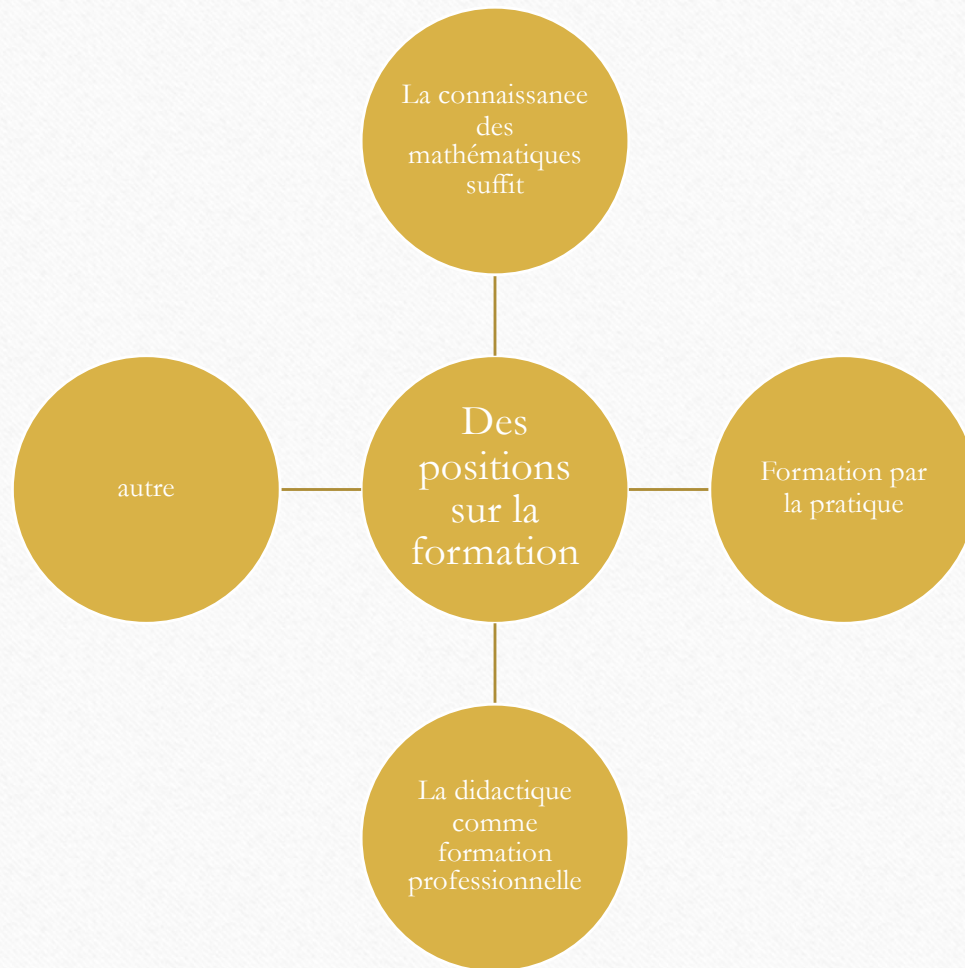 La connaissanee
des
mathématiques
suffit
autre
Des
positions
sur la
formation
Formation par
la pratique
La didactique
comme
formation
professionnelle